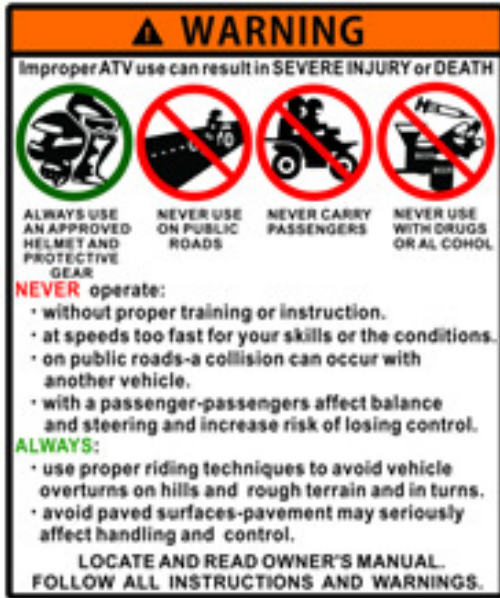 WARNING
Improper ATV use can result in SEVERE INJURY or DEATH
ALWAYS USE
AN APPROVED
HELMET AND
PROTECTIVE
GEAR
NEVER USE
ON PUBLIC
ROADS
NEVER CARRY
PASSENGERS
NEVER USE
WITH DRUGS
OR AL COHOL
NEVER operate:
· without proper training or instruction.
· at speeds too fast for your skills or the conditions.
· on public roads-a collision can occur with
another vehicle.
· with a passenger-passengers affect balance
and steering and increase risk of losing control.
ALWAYS:
· use proper riding techniques to avoid vehicle
overturns on hills and rough terrain and in turns.
· avoid paved surfaces-pavement may seriously
affect handling and control.
LOCATE AND READ OWNER'S MANUAL.
FOLLOW ALL INSTRUCTIONS AND WARNINGS.